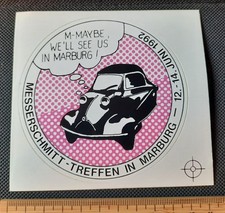 M-MAYBE,
WE'LL SEE US
IN MARBURG!
MESSERSCHMITT-TREFFEN IN MARBURG — 12.-14. JUNI 1992